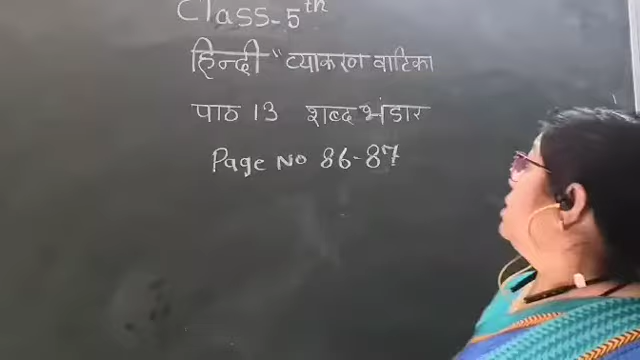 Class-5th
हिन्दी "व्याकरण वाटिका
पाठ 13 शब्द भंडार
Page No 86-87